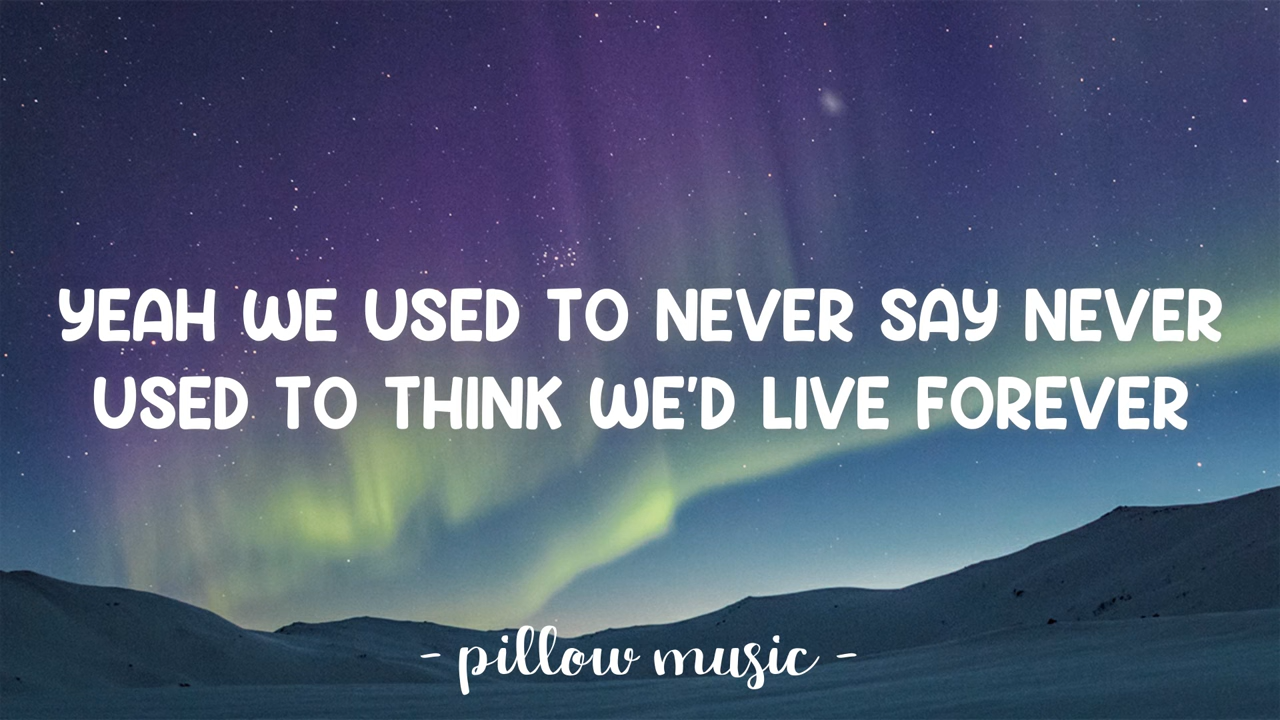 YEAH WE USED TO NEVER SAY NEVER
USED TO THINK WE'D LIVE FOREVER
- pillow music -